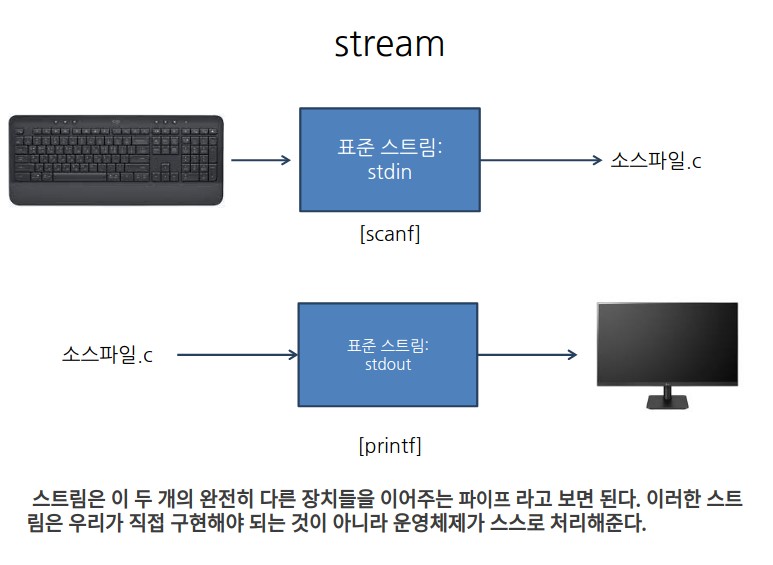 stream
표준 스트림:
stdin
소스파일.c
[scanf]
소스파일.c
표준 스트림:
stdout
[printf]
스트림은 이 두 개의 완전히 다른 장치들을 이어주는 파이프 라고 보면 된다. 이러한 스트
림은 우리가 직접 구현해야 되는 것이 아니라 운영체제가 스스로 처리해준다.